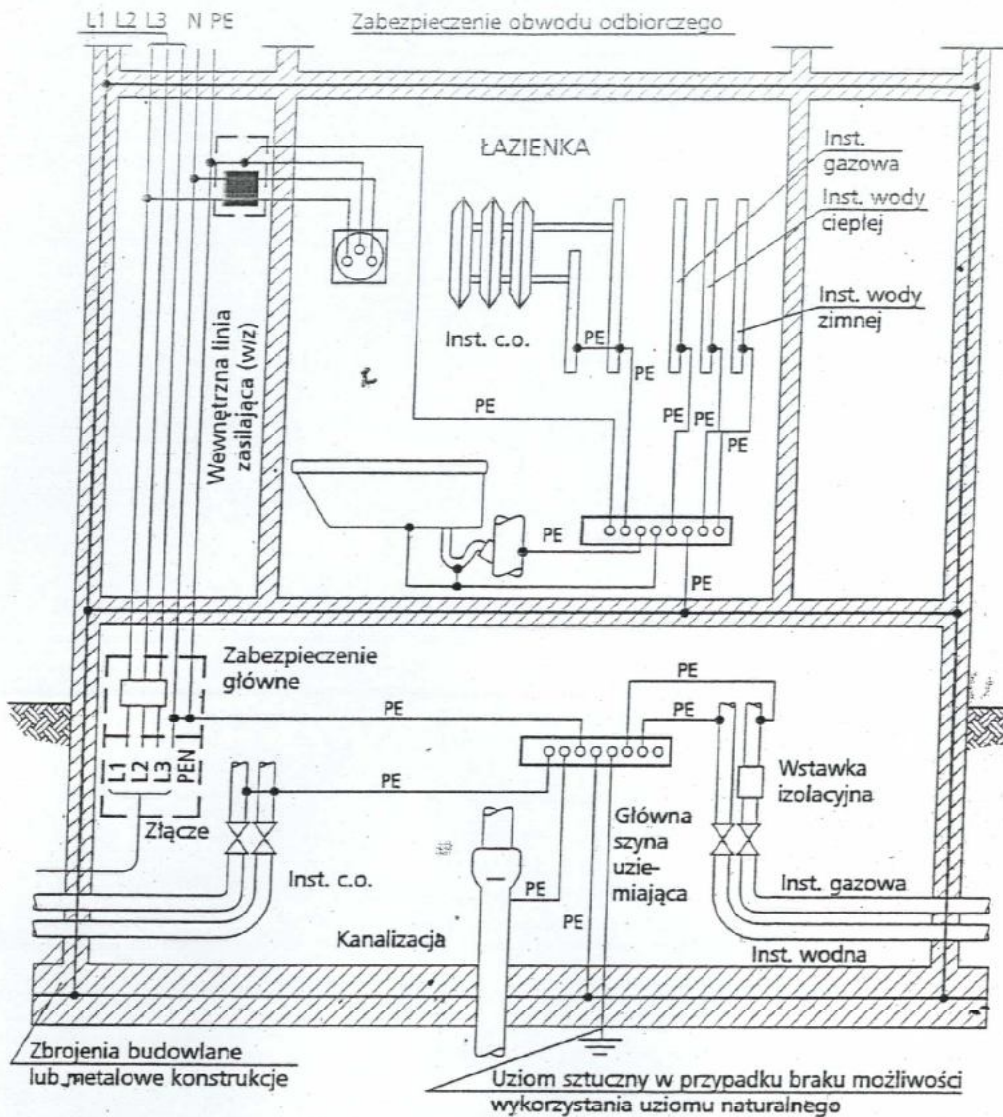 L1 L2 L3 N PE
Zabezpieczenie obwodu odbiorczego
ŁAZIENKA
Inst.
gazowa
Inst. wody
ciepłej
Inst. wody
zimnej
Inst. c.o.
PE
PE
PE
PE
PE
PE
Wewnętrzna linia
zasilająca (wlz)
PE
PE
Zabezpieczenie
główne
PE
PE
PE
L1
L2
L3
PEN
Złącze
PE
Wstawka
izolacyjna
Główna
szyna
uzie-
miająca
Inst. c.o.
PE
PE
Inst. gazowa
Kanalizacja
Inst. wodna
Zbrojenia budowlane
lub metalowe konstrukcje
Uziom sztuczny w przypadku braku możliwości
wykorzystania uziomu naturalnego